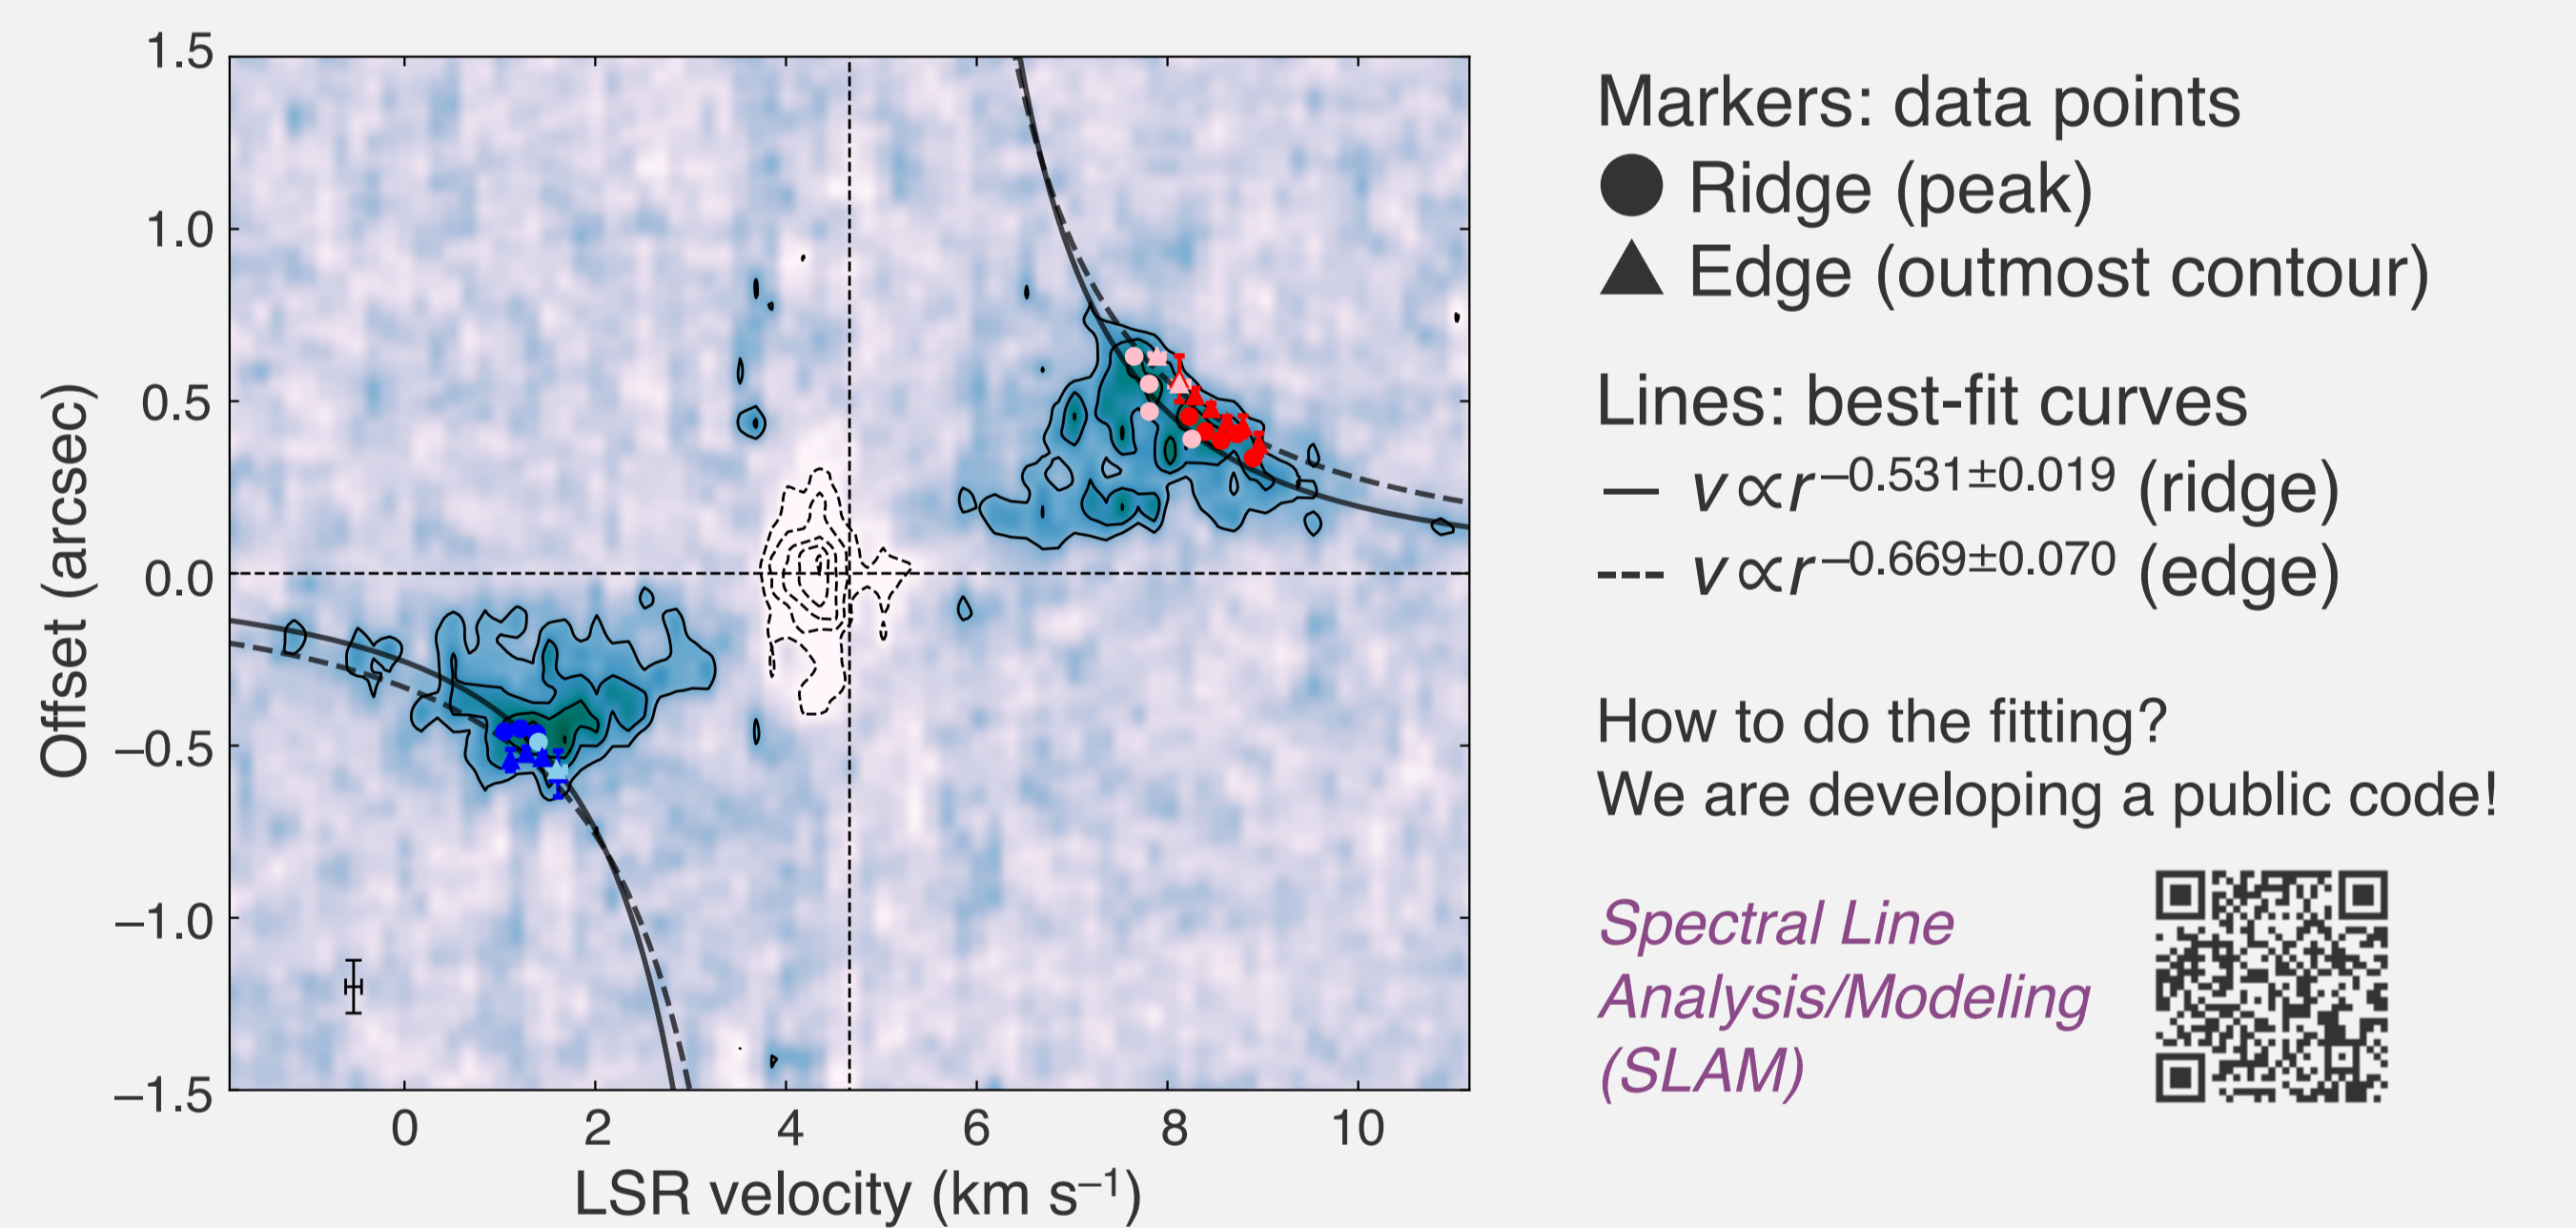 1.5
1.0
0.5
0.0
−0.5
−1.0
−1.5
Offset (arcsec)
0 2 4 6 8 10
LSR velocity (km s⁻¹)
Markers: data points
Ridge (peak)
Edge (outmost contour)
Lines: best-fit curves
— v∝r⁻⁰·⁵³¹±⁰·⁰¹⁹ (ridge)
--- v∝r⁻⁰·⁶⁶⁹±⁰·⁰⁷⁰ (edge)
How to do the fitting?
We are developing a public code!
Spectral Line
Analysis/Modeling
(SLAM)